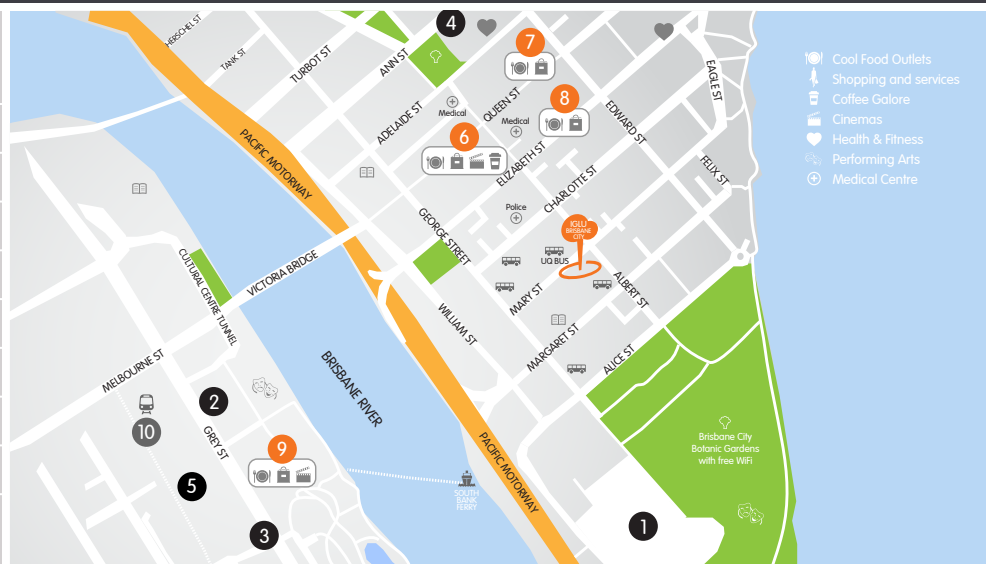 HERSCHEL ST
TANK ST
TURBOT ST
ANN ST
4
7
EAGLE ST
Cool Food Outlets
Shopping and services
Coffee Galore
Cinemas
Health & Fitness
Performing Arts
Medical Centre
ADELAIDE ST
Medical
QUEEN ST
8
Medical
EDWARD ST
PACIFIC MOTORWAY
6
ELIZABETH ST
CHARLOTTE ST
FELIX ST
Police
GEORGE STREET
IGLU
BRISBANE
CITY
UQ BUS
CULTURAL CENTRE TUNNEL
VICTORIA BRIDGE
MARY ST
ALBERT ST
WILLIAM ST
MARGARET ST
ALICE ST
MELBOURNE ST
BRISBANE RIVER
2
10
GREY ST
9
PACIFIC MOTORWAY
Brisbane City
Botanic Gardens
with free WiFi
5
SOUTH
BANK
FERRY
3
1